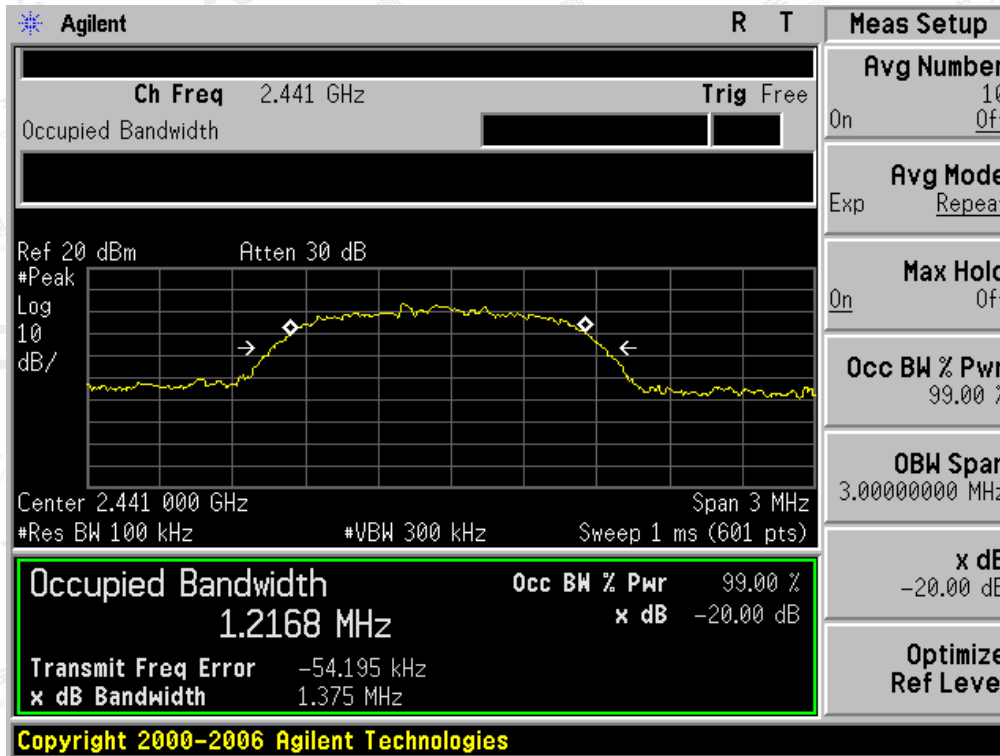 Agilent R T
Ch Freq 2.441 GHz Trig Free
Occupied Bandwidth
Ref 20 dBm Atten 30 dB
#Peak
Log
10
dB/
Center 2.441 000 GHz Span 3 MHz
#Res BW 100 kHz #VBW 300 kHz Sweep 1 ms (601 pts)
Occupied Bandwidth
1.2168 MHz
Occ BW % Pwr 99.00 %
x dB -20.00 dB
Transmit Freq Error -54.195 kHz
x dB Bandwidth 1.375 MHz
Copyright 2000-2006 Agilent Technologies
Meas Setup
Avg Number
10
On Off
Avg Mode
Exp Repeat
Max Hold
On Off
Occ BW % Pwr
99.00 %
OBW Span
3.00000000 MHz
x dB
-20.00 dB
Optimize
Ref Level